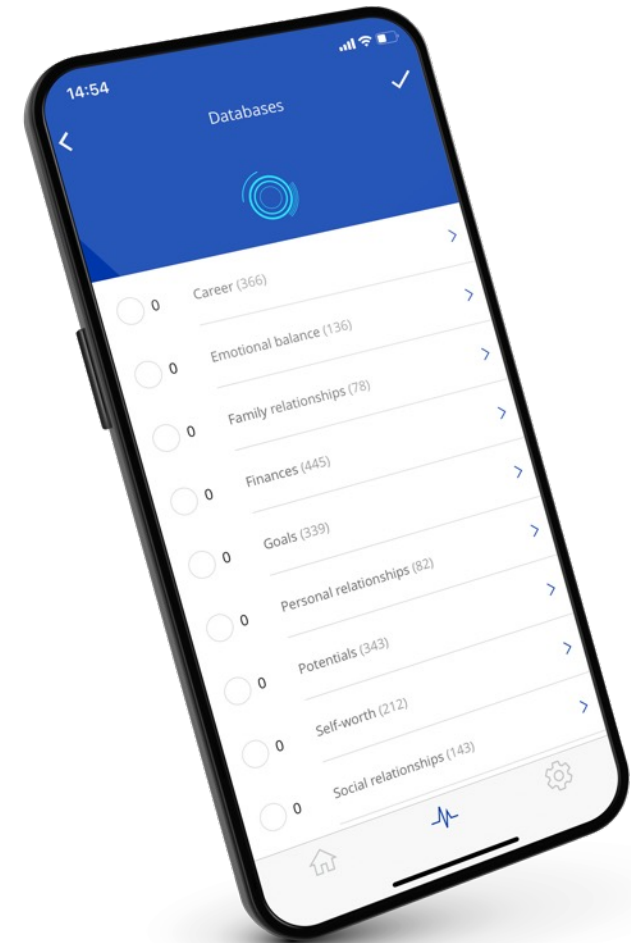 14:54
Databases
0 Career (366)
0 Emotional balance (136)
0 Family relationships (78)
0 Finances (445)
0 Goals (339)
0 Personal relationships (82)
0 Potentials (343)
0 Self-worth (212)
0 Social relationships (143)